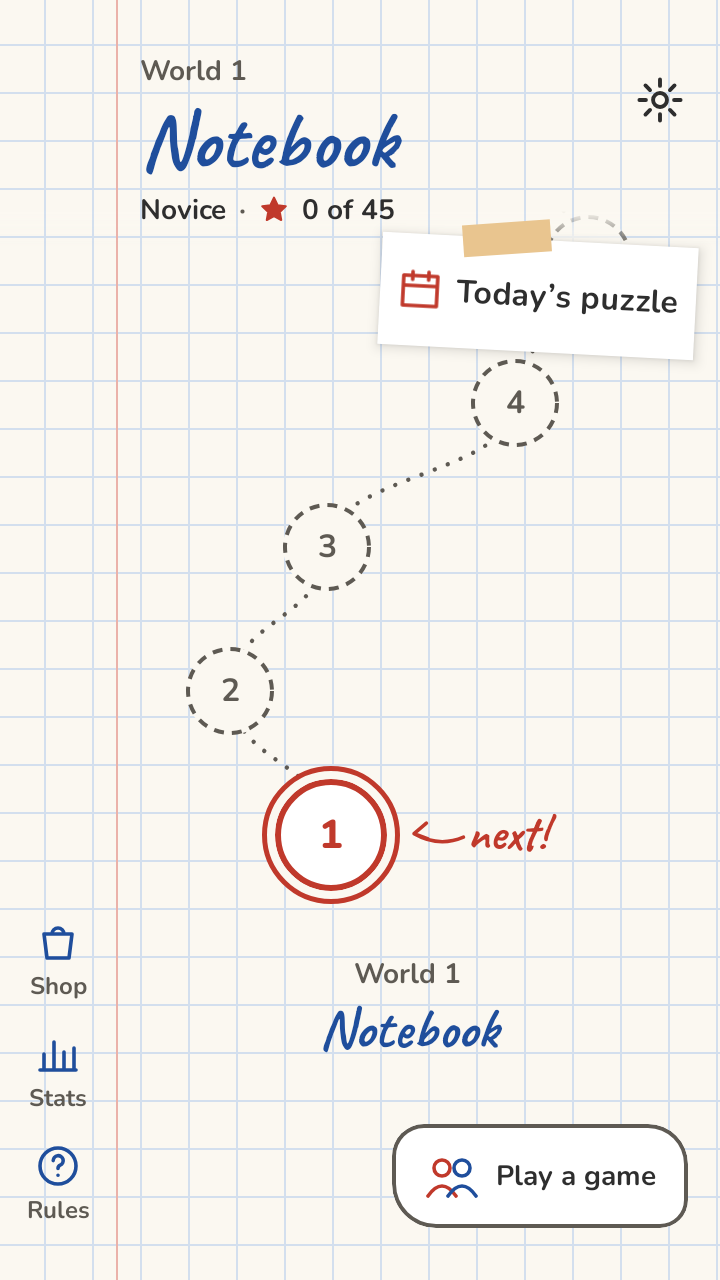 World 1
Notebook
Novice · 0 of 45
Today’s puzzle
4
3
2
1
next!
Shop
World 1
Notebook
Stats
Play a game
Rules